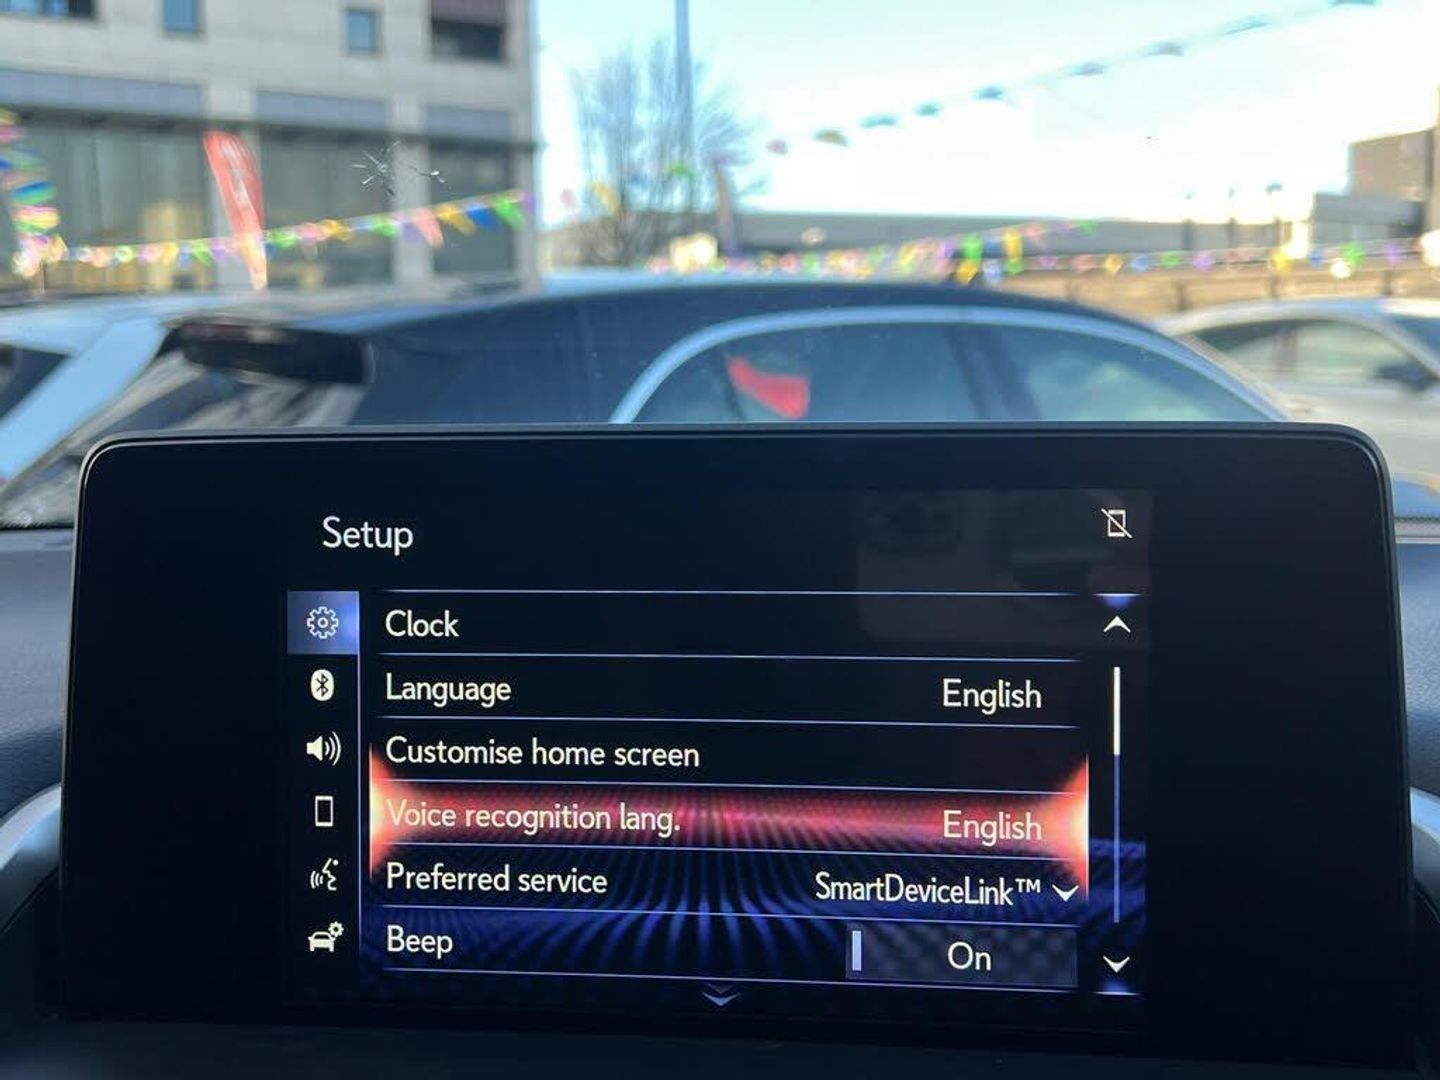 Setup
Clock
Language English
Customise home screen
Voice recognition lang. English
Preferred service SmartDeviceLink™
Beep On